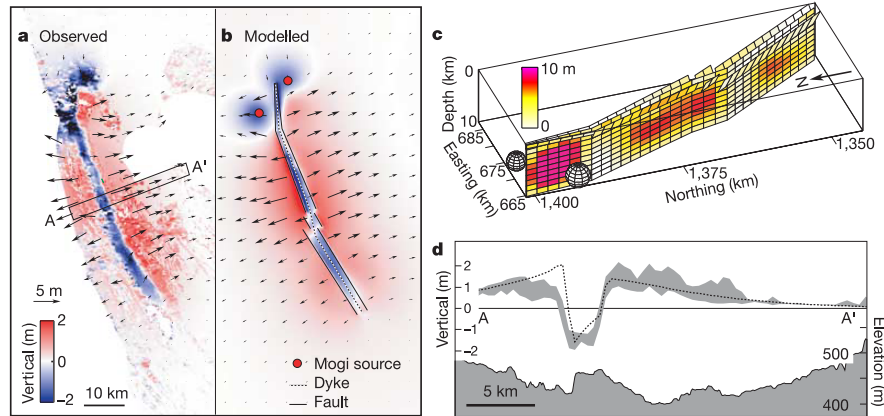 a Observed
A
A'
5 m
Vertical (m)
2
0
−2
10 km
b Modelled
Mogi source
Dyke
Fault
c
10 m
0
Depth (km)
0
10
Easting (km)
685
675
665
Northing (km)
1,400
1,375
1,350
N
d
Vertical (m)
2
1
0
−1
−2
A
A'
Elevation (m)
500
400
5 km